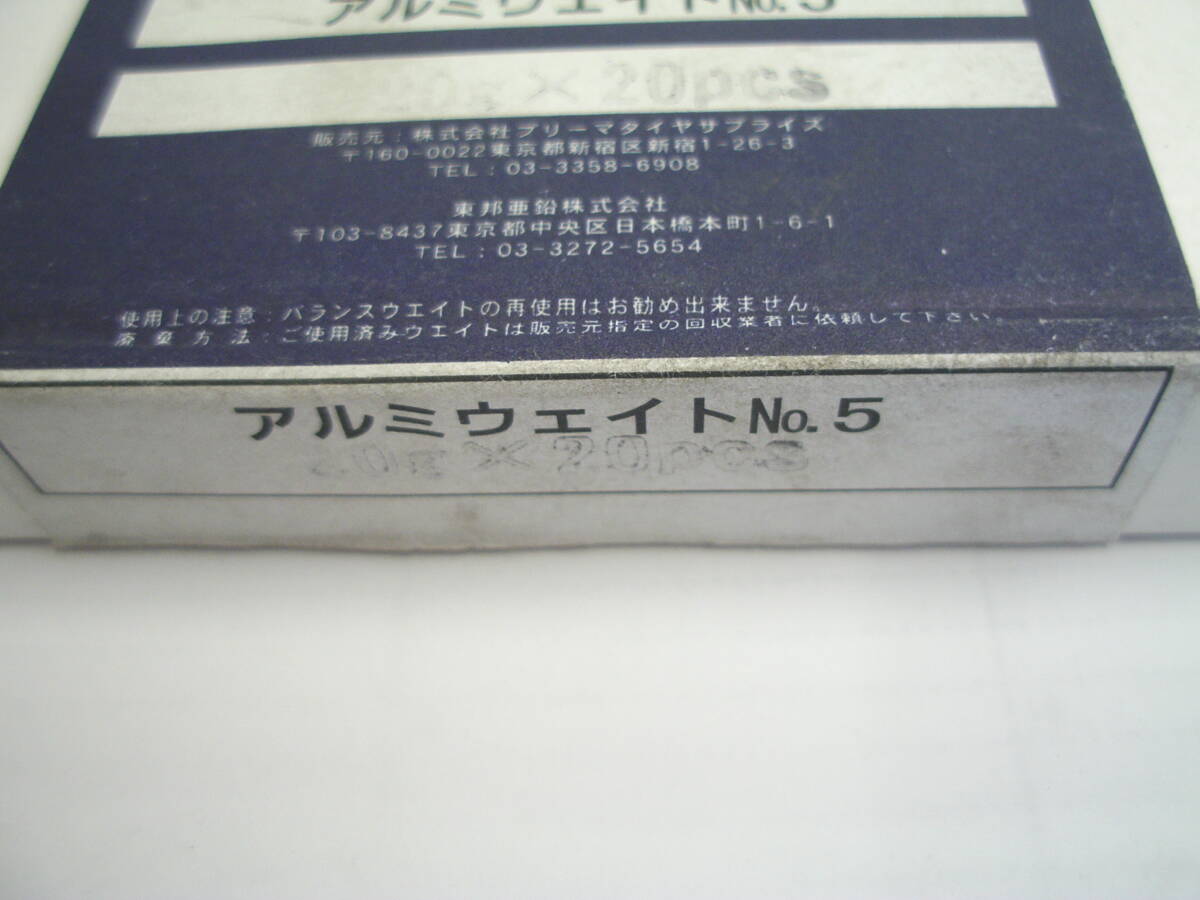 アルミウエイトNo.5
0g×20pcs
販売元：株式会社プリーマタイヤサプライズ
〒160-0022東京都新宿区新宿1-26-3
TEL：03-3358-6908
東邦亜鉛株式会社
〒103-8437東京都中央区日本橋本町1-6-1
TEL：03-3272-5654
使用上の注意：バランスウエイトの再使用はお勧め出来ません。
廃棄方法：ご使用済みウエイトは販売元指定の回収業者に依頼して下さい。
アルミウエイトNo.5
0g×20pcs